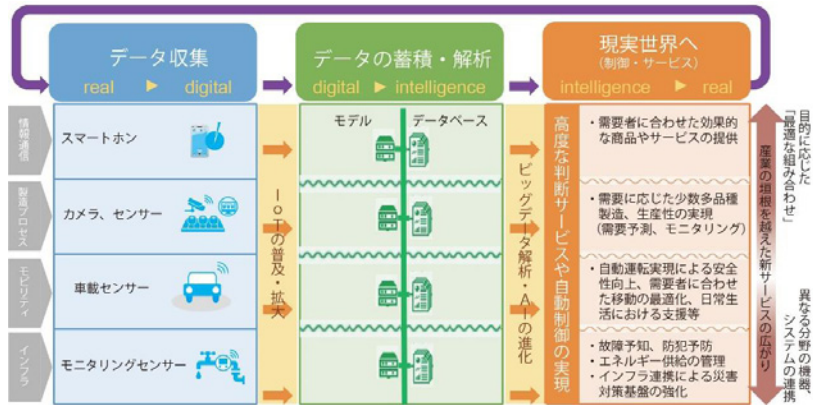 データ収集
real ▶ digital
データの蓄積・解析
digital ▶ intelligence
現実世界へ
(制御・サービス)
intelligence ▶ real
情報通信
スマートホン
製造プロセス
カメラ、センサー
モビリティ
車載センサー
インフラ
モニタリングセンサー
IoTの普及・拡大
モデル
データベース
ビッグデータ解析・AIの進化
高度な判断サービスや自動制御の実現
・需要者に合わせた効果的
な商品やサービスの提供
・需要に応じた少数多品種
製造、生産性の実現
(需要予測、モニタリング)
・自動運転実現による安全
性向上、需要者に合わせ
た移動の最適化、日常生
活における支援等
・故障予知、防犯予防
・エネルギー供給の管理
・インフラ連携による災害
対策基盤の強化
産業の垣根を越えた新サービスの広がり
目的に応じた
「最適な組み合わせ」
異なる分野の機器、
システムの連携